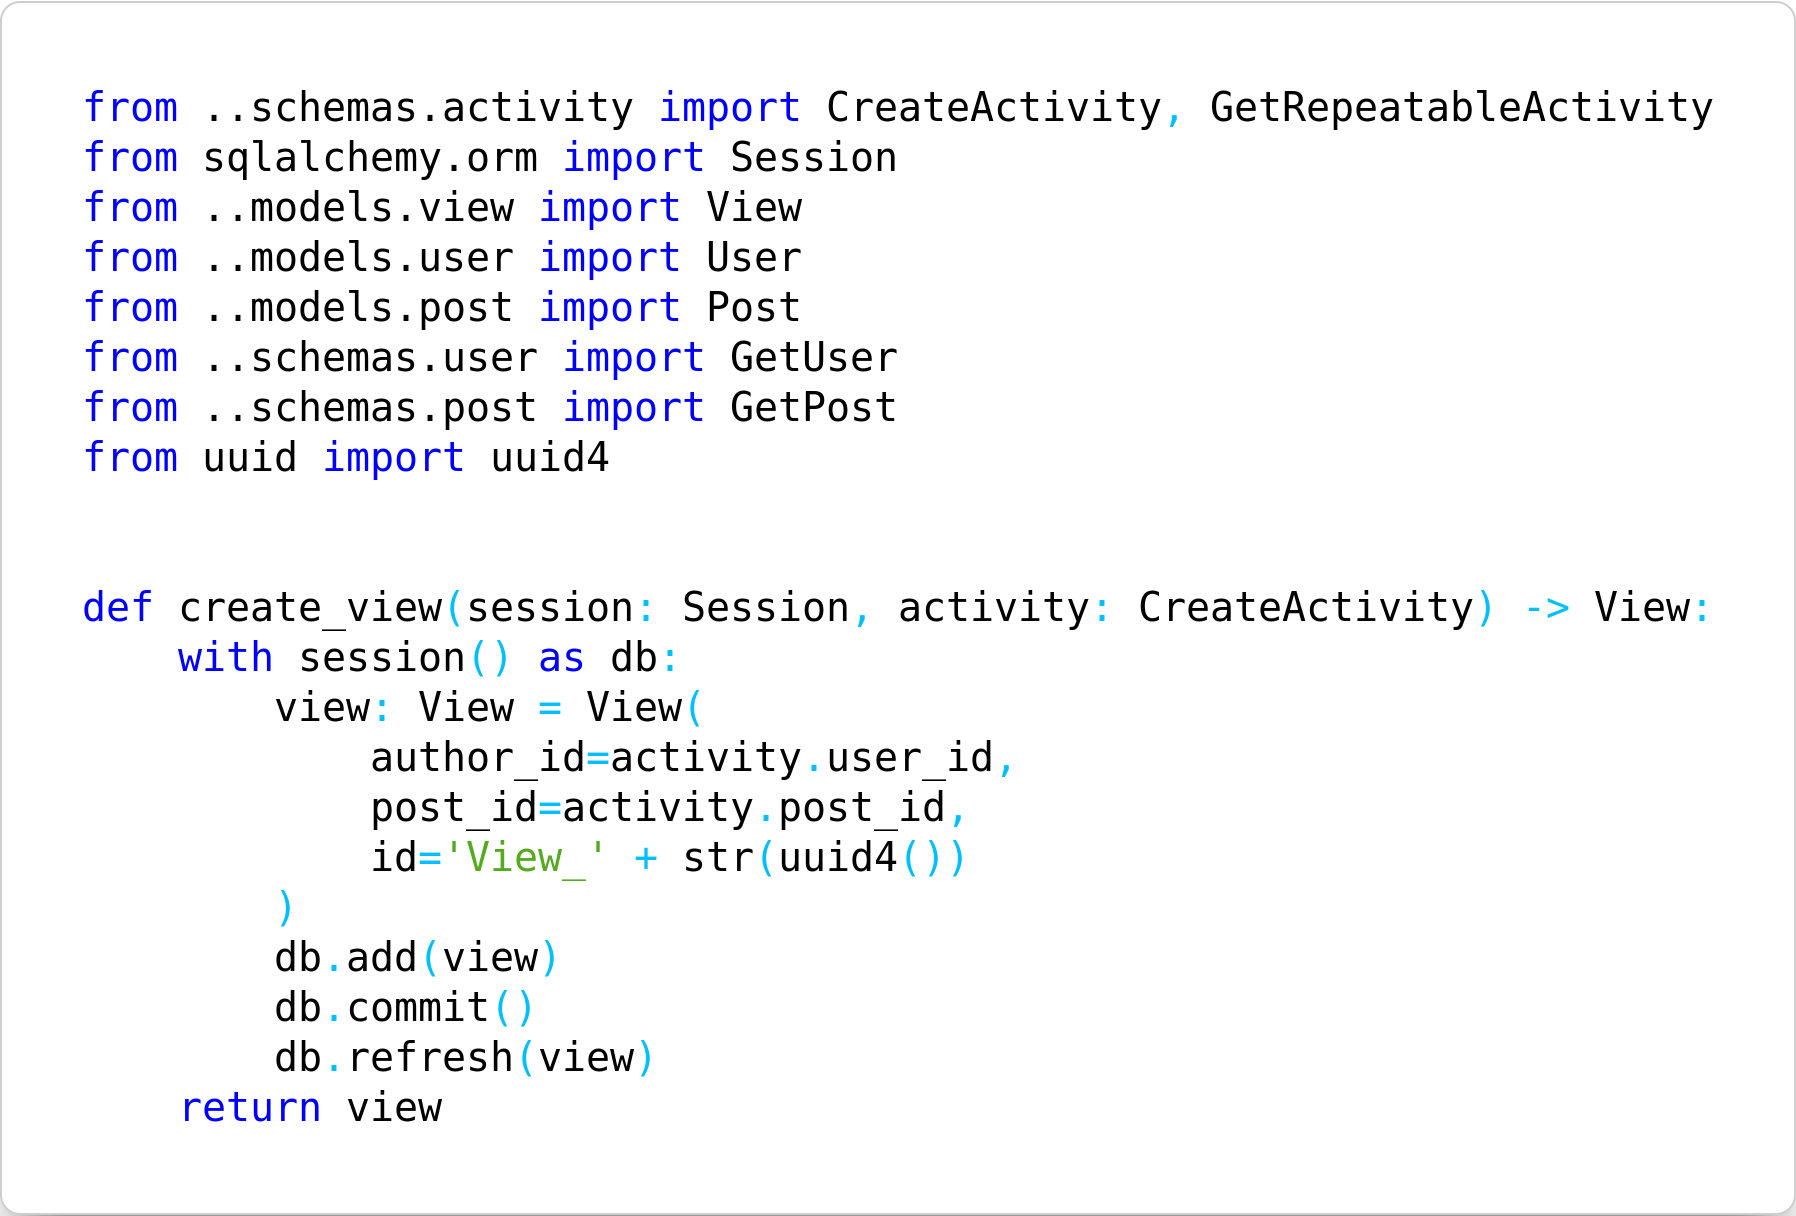 from ..schemas.activity import CreateActivity, GetRepeatableActivity
from sqlalchemy.orm import Session
from ..models.view import View
from ..models.user import User
from ..models.post import Post
from ..schemas.user import GetUser
from ..schemas.post import GetPost
from uuid import uuid4


def create_view(session: Session, activity: CreateActivity) -> View:
    with session() as db:
        view: View = View(
            author_id=activity.user_id,
            post_id=activity.post_id,
            id='View_' + str(uuid4())
        )
        db.add(view)
        db.commit()
        db.refresh(view)
    return view